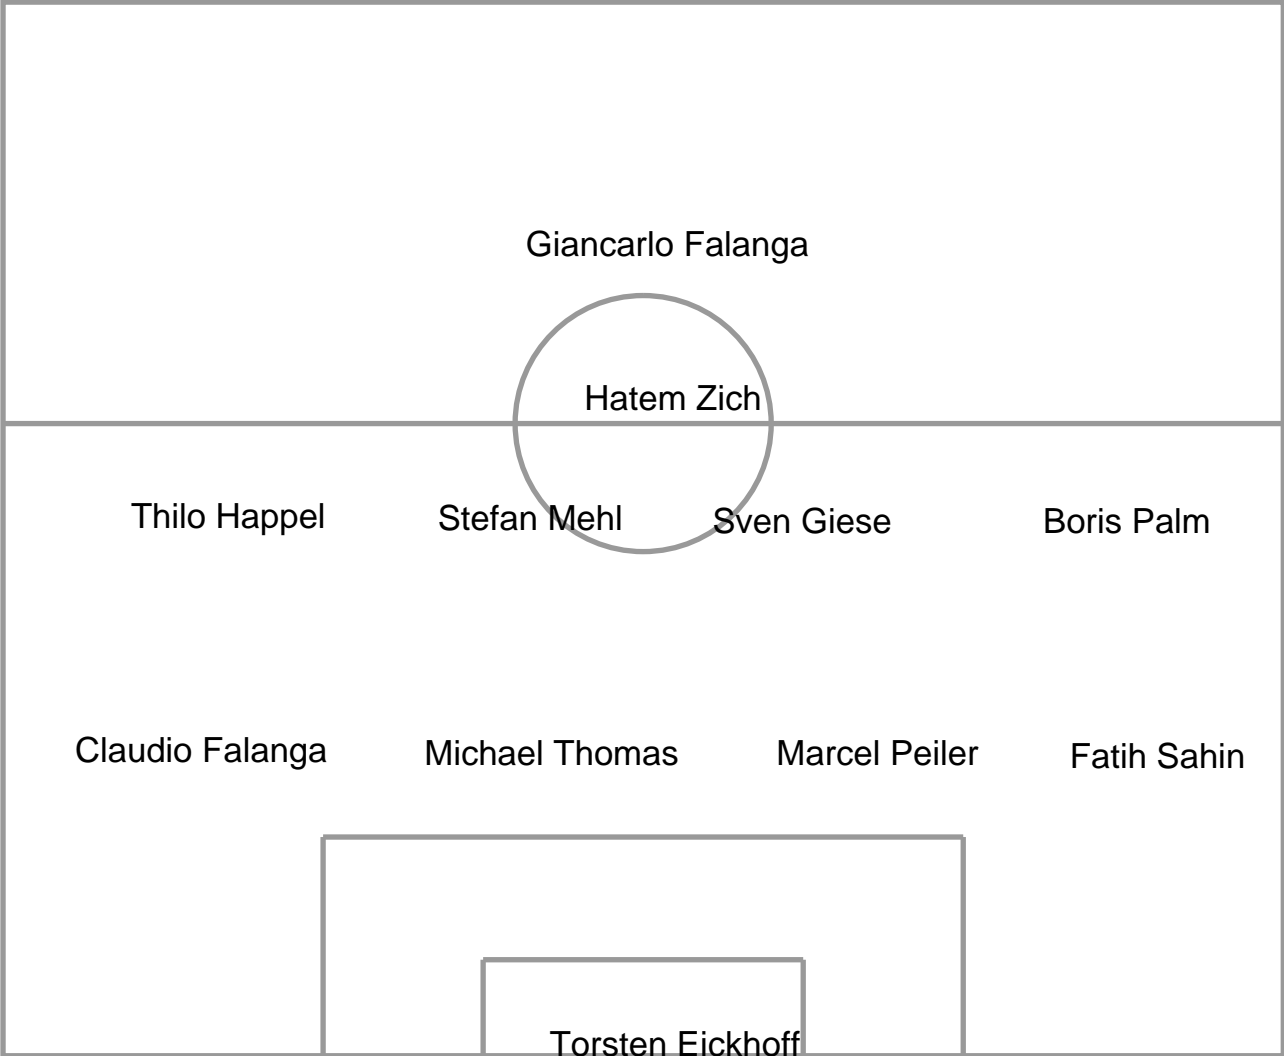 Giancarlo Falanga
Hatem Zich
Thilo Happel Stefan Mehl Sven Giese Boris Palm
Claudio Falanga Michael Thomas Marcel Peiler Fatih Sahin
Torsten Eickhoff